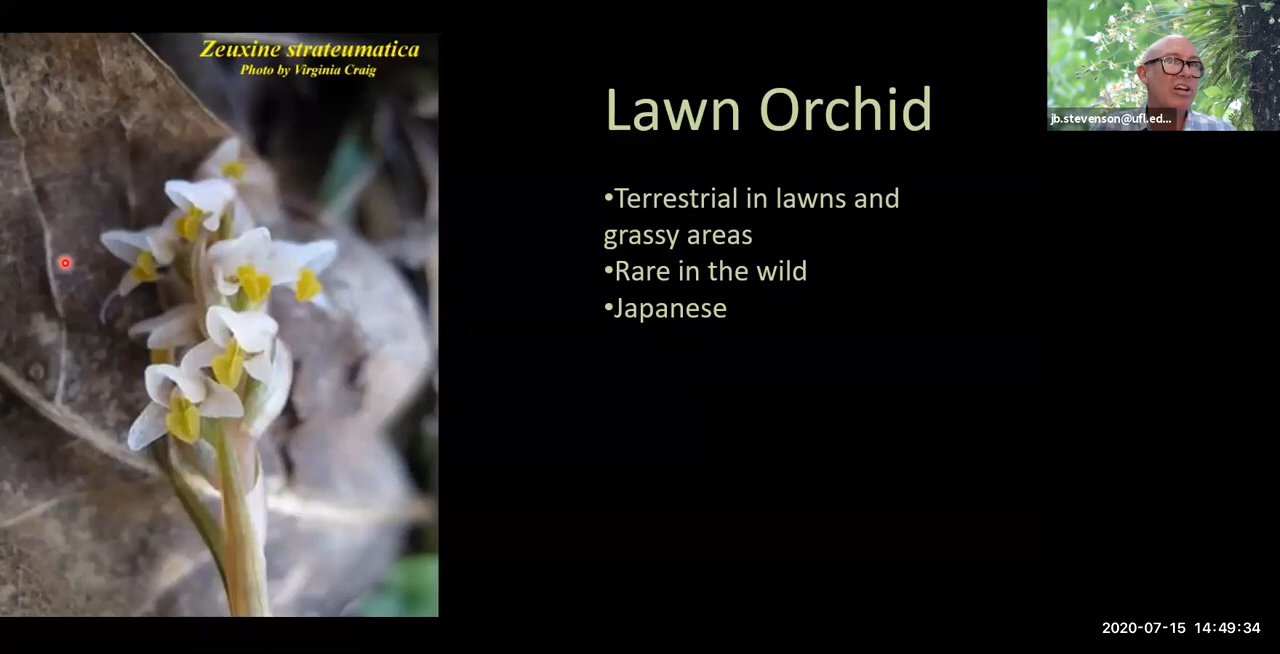 Zeuxine strateumatica
Photo by Virginia Craig
Lawn Orchid
•Terrestrial in lawns and
grassy areas
•Rare in the wild
•Japanese
jb.stevenson@ufl.ed...
2020-07-15 14:49:34